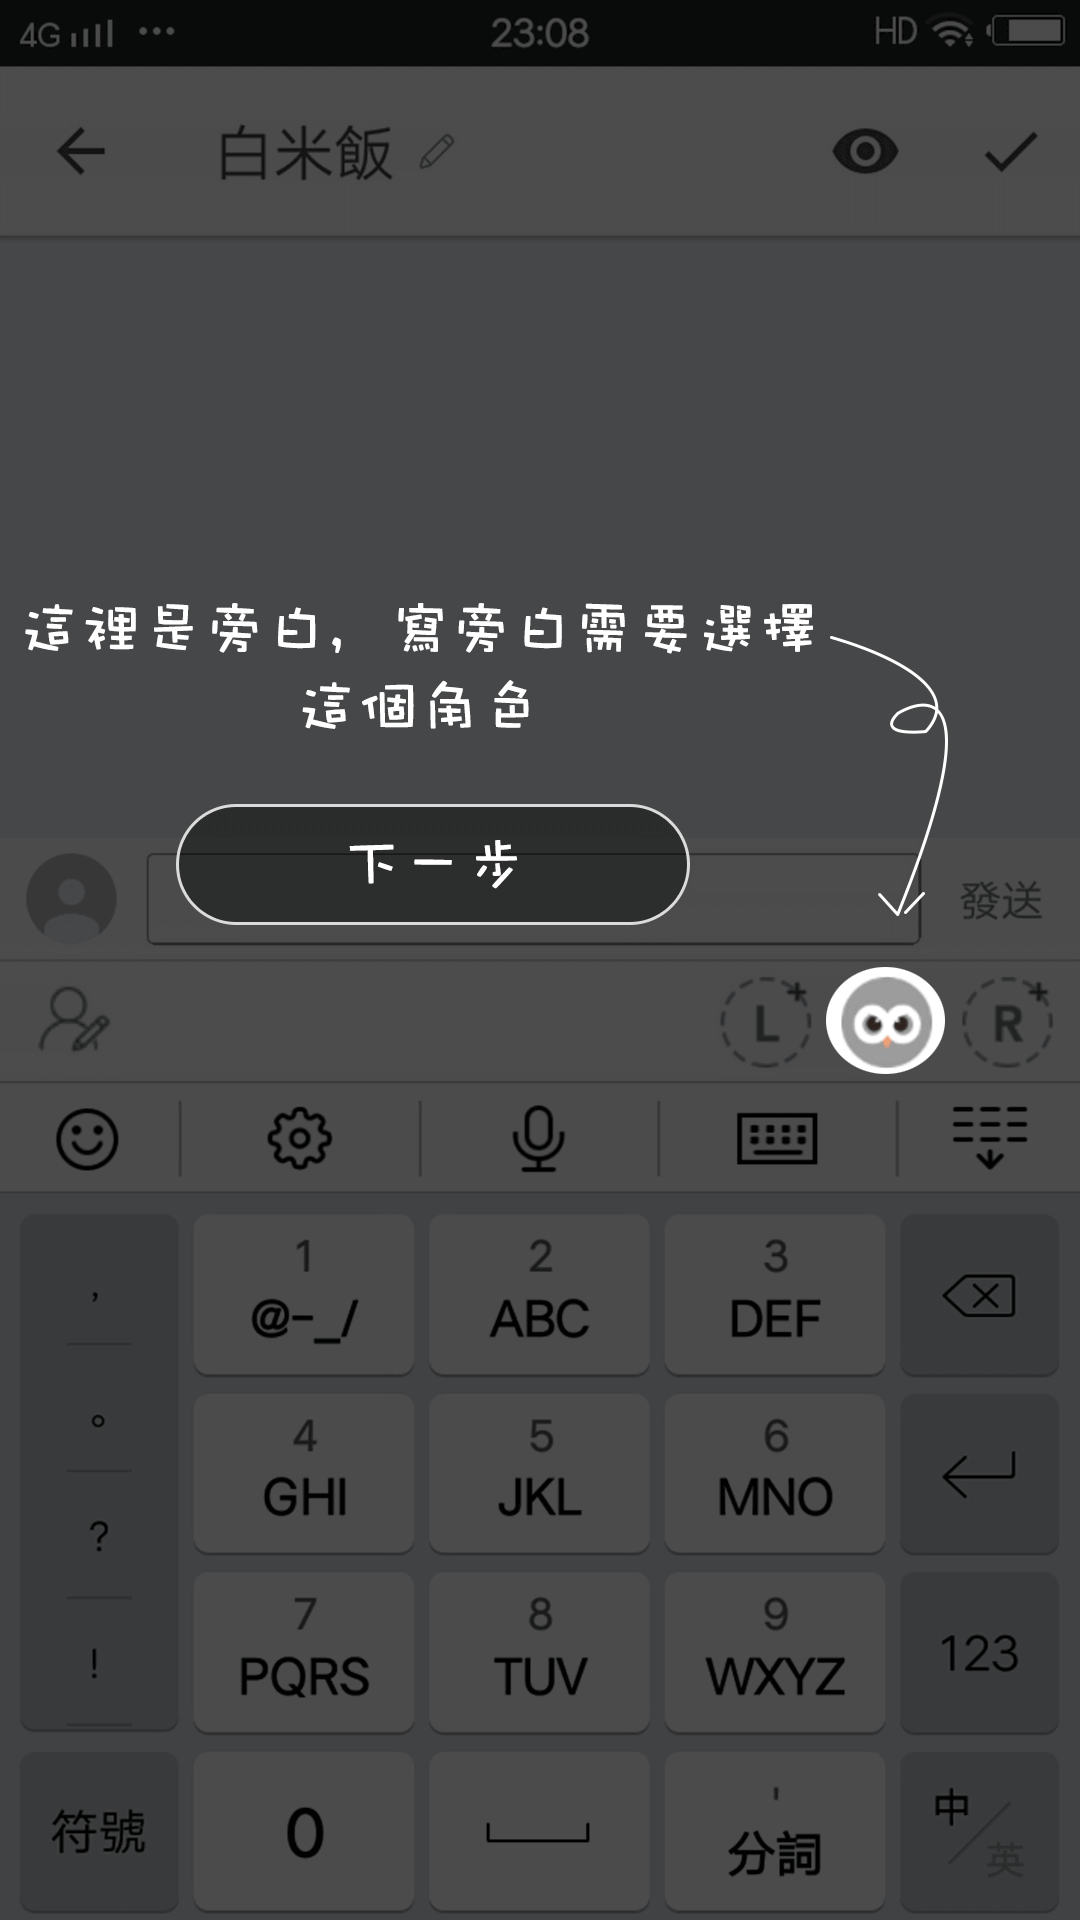 4G 23:08 HD
白米飯
這裡是旁白, 寫旁白需要選擇
這個角色
下一步
發送
L+ R+
, 1 2 3
@-_/ ABC DEF
。 4 5 6
GHI JKL MNO
? 7 8 9
! PQRS TUV WXYZ 123
符號 0 ' 中/英
分詞